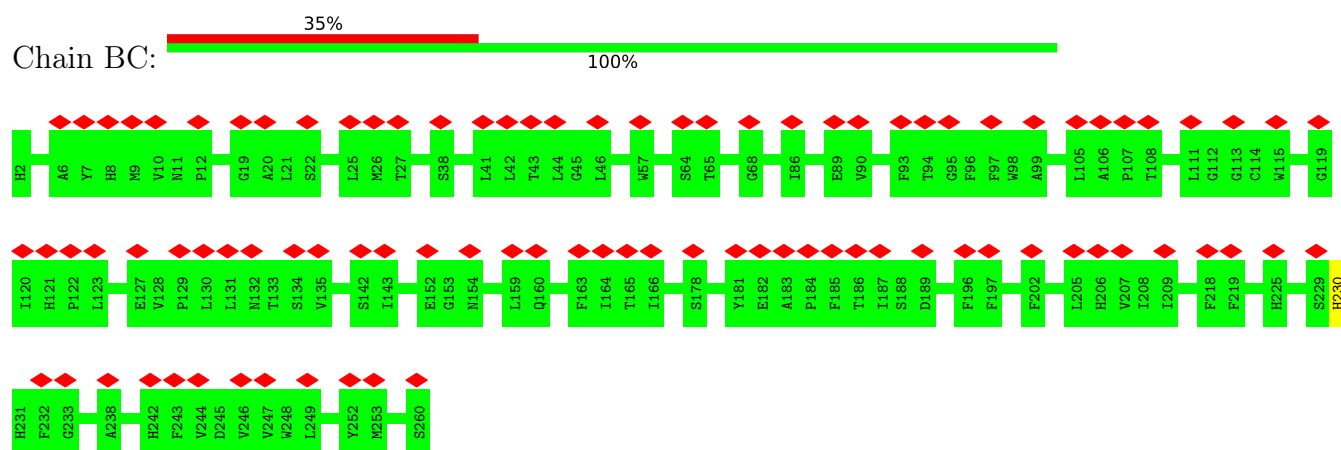 35%
Chain BC:
100%
H2 A6 Y7 H8 M9 V10 N11 P12 G19 A20 L21 S22 L25 M26 T27 S38 L41 L42 T43 L44 G45 L46 W57 S64 T65 G68 I86 E89 V90 F93 T94 G95 F96 F97 W98 A99 L105 A106 P107 T108 L111 G112 G113 C114 W115 G119
I120 H121 P122 L123 E127 V128 P129 L130 L131 N132 T133 S134 V135 S142 I143 E152 G153 N154 L159 Q160 F163 I164 T165 I166 S178 Y181 E182 A183 P184 F185 T186 I187 S188 D189 F196 F197 F202 L205 H206 V207 I208 I209 F218 F219 H225 S229 H230
H231 F232 G233 A238 H242 F243 V244 D245 V246 V247 W248 L249 Y252 M253 S260